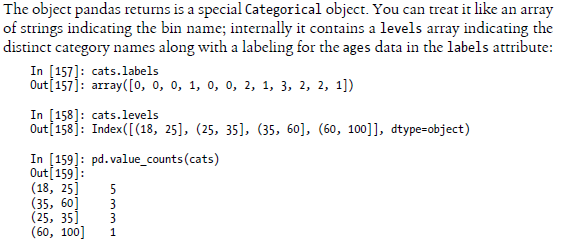 The object pandas returns is a special Categorical object. You can treat it like an array
of strings indicating the bin name; internally it contains a levels array indicating the
distinct category names along with a labeling for the ages data in the labels attribute:
In [157]: cats.labels
Out[157]: array([0, 0, 0, 1, 0, 0, 2, 1, 3, 2, 2, 1])
In [158]: cats.levels
Out[158]: Index([(18, 25], (25, 35], (35, 60], (60, 100]], dtype=object)
In [159]: pd.value_counts(cats)
Out[159]:
(18, 25] 5
(35, 60] 3
(25, 35] 3
(60, 100] 1